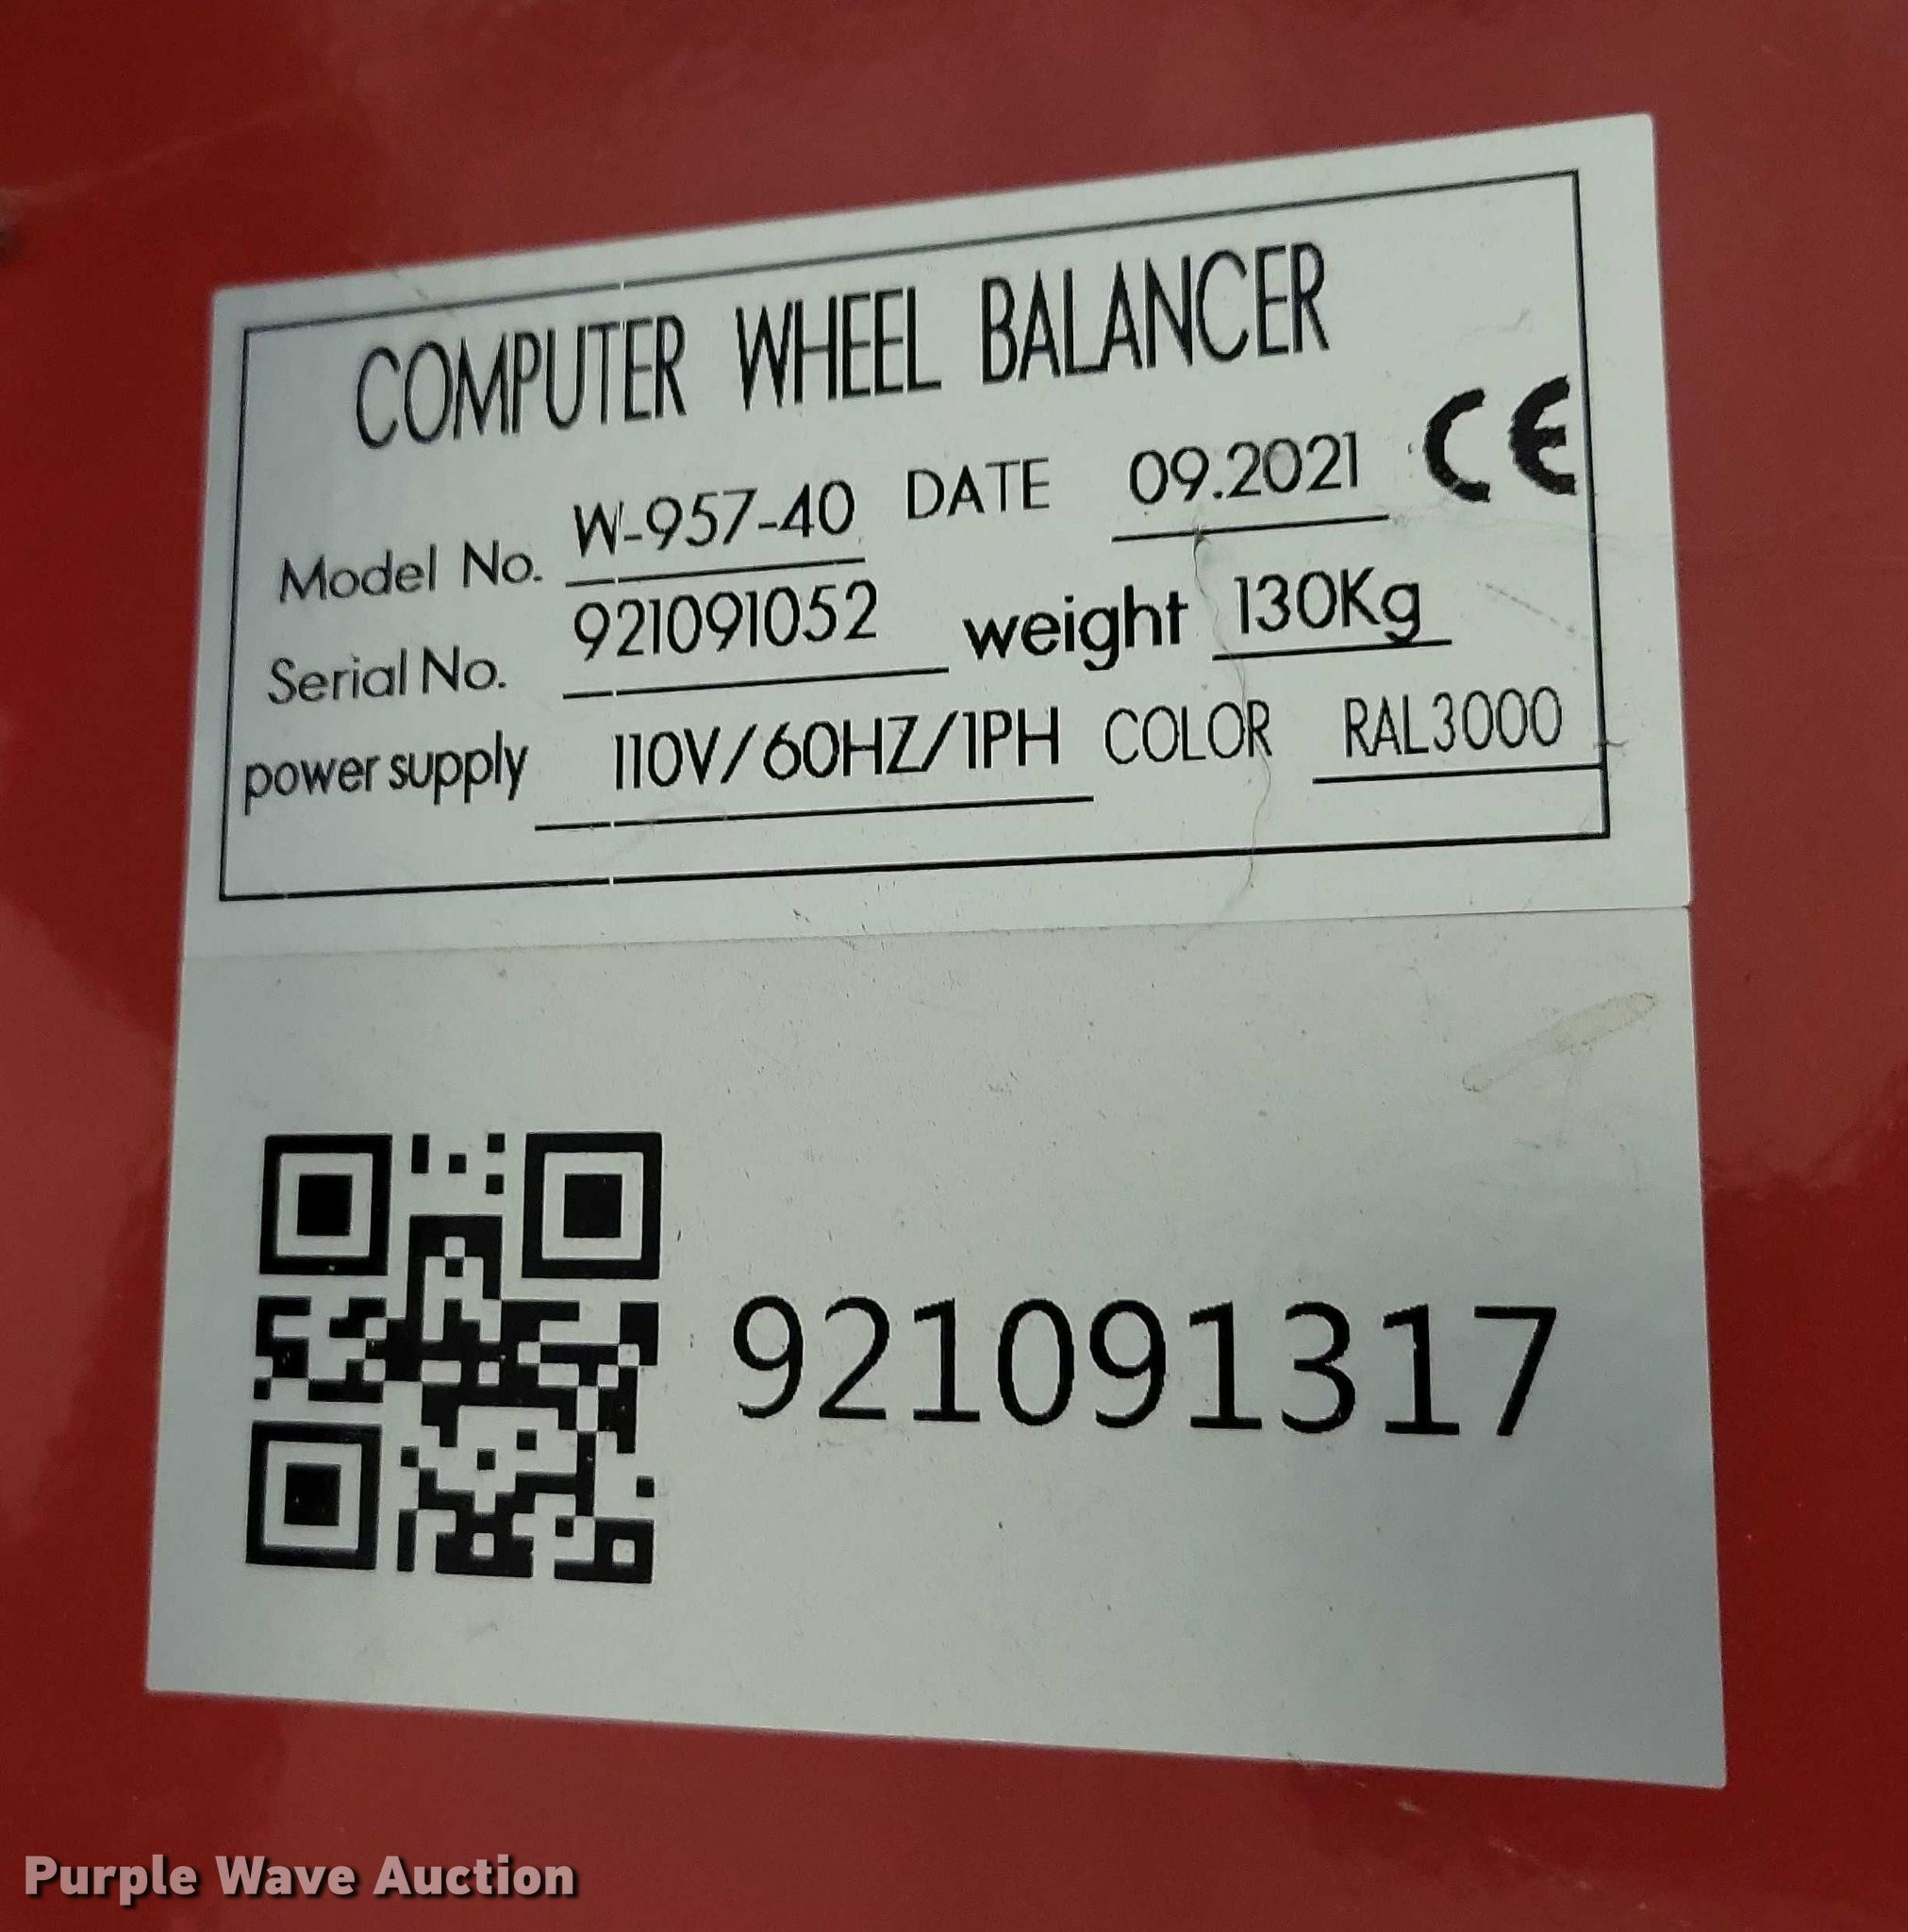 COMPUTER WHEEL BALANCER
Model No. W-957-40 DATE 09.2021 CE
Serial No. 921091052 weight 130Kg
power supply 110V/60HZ/1PH COLOR RAL3000
921091317
Purple Wave Auction